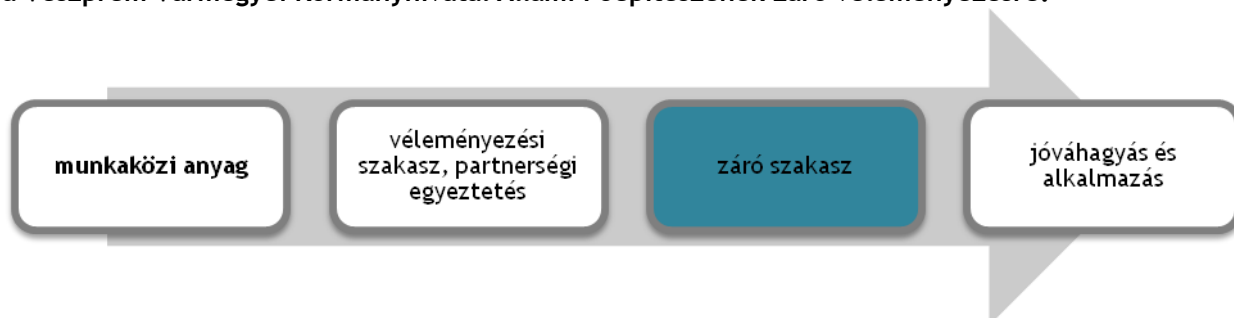 munkaközi anyag
véleményezési
szakasz, partnerségi
egyeztetés
záró szakasz
jóváhagyás és
alkalmazás